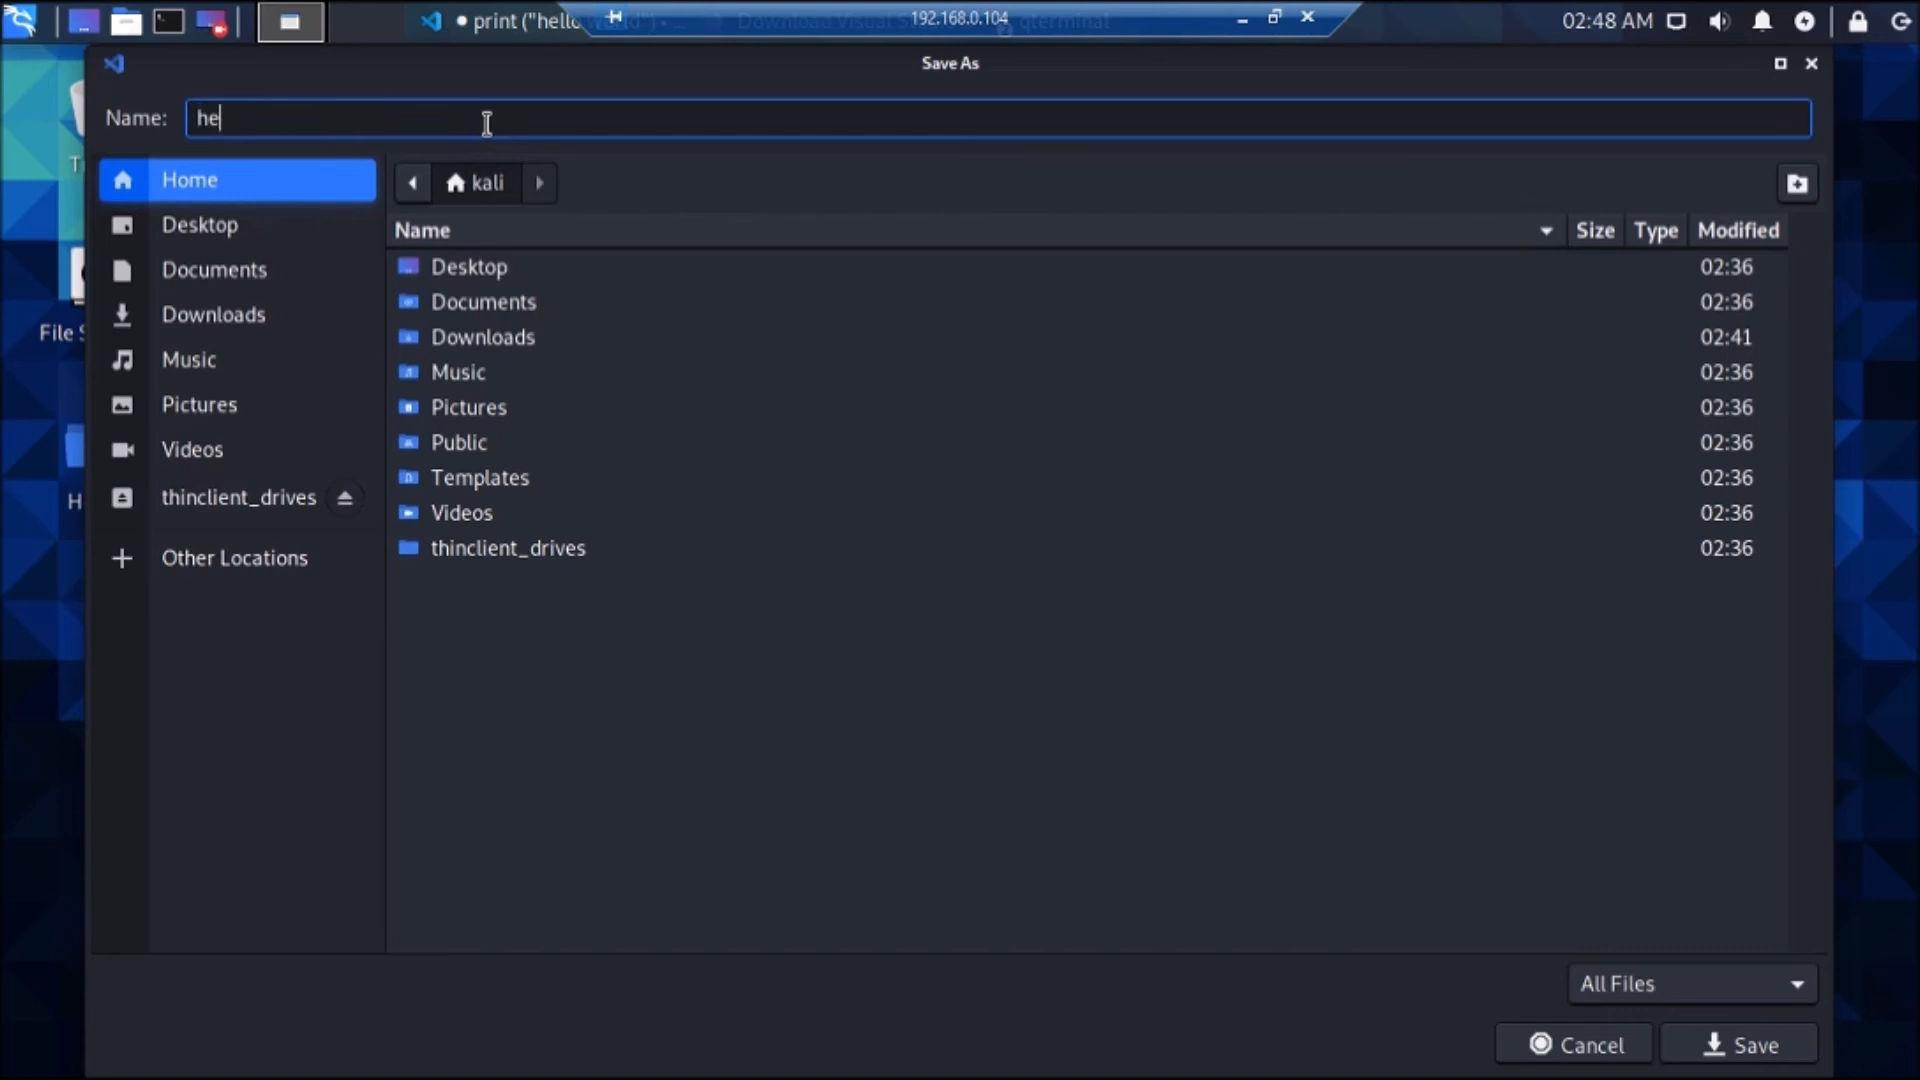 print ("hello world") • 192.168.0.104 qterminal 02:48 AM
Save As
Name: he
Home
Desktop
Documents
Downloads
Music
Pictures
Videos
thinclient_drives
Other Locations
kali
Name Size Type Modified
Desktop 02:36
Documents 02:36
Downloads 02:41
Music 02:36
Pictures 02:36
Public 02:36
Templates 02:36
Videos 02:36
thinclient_drives 02:36
File S
H
All Files
Cancel Save